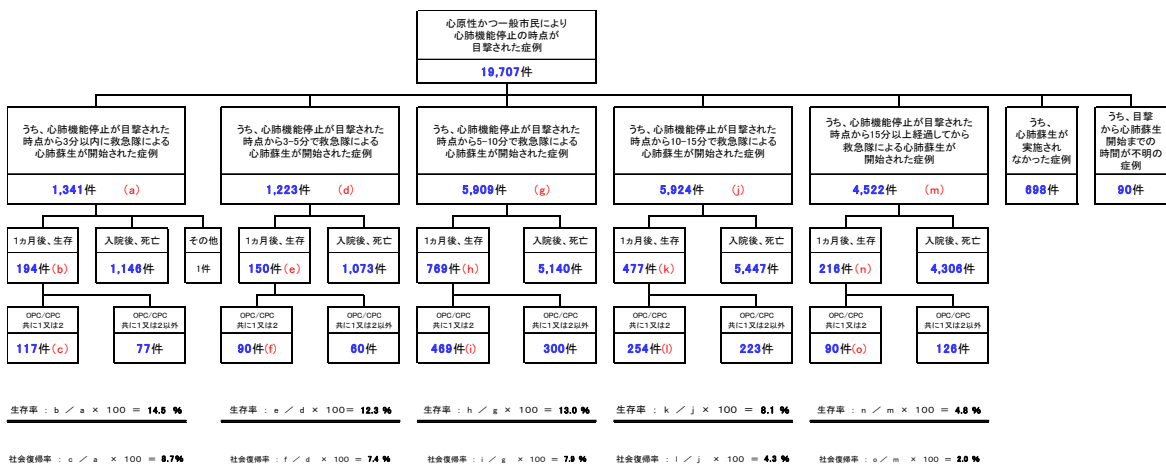 心原性かつ一般市民により
心肺機能停止の時点が
目撃された症例
19,707件
うち、心肺機能停止が目撃された
時点から3分以内に救急隊による
心肺蘇生が開始された症例
1,341件 (a)
うち、心肺機能停止が目撃された
時点から3-5分で救急隊による
心肺蘇生が開始された症例
1,223件 (d)
うち、心肺機能停止が目撃された
時点から5-10分で救急隊による
心肺蘇生が開始された症例
5,909件 (g)
うち、心肺機能停止が目撃された
時点から10-15分で救急隊による
心肺蘇生が開始された症例
5,924件 (j)
うち、心肺機能停止が目撃された
時点から15分以上経過してから
救急隊による心肺蘇生が
開始された症例
4,522件 (m)
うち、
心肺蘇生が
実施され
なかった症例
698件
うち、目撃
から心肺蘇生
開始までの
時間が不明の
症例
90件
1ヵ月後、生存
194件(b)
入院後、死亡
1,146件
その他
1件
1ヵ月後、生存
150件(e)
入院後、死亡
1,073件
1ヵ月後、生存
769件(h)
入院後、死亡
5,140件
1ヵ月後、生存
477件(k)
入院後、死亡
5,447件
1ヵ月後、生存
216件(n)
入院後、死亡
4,306件
OPC/CPC
共に1又は2
117件(c)
OPC/CPC
共に1又は2以外
77件
OPC/CPC
共に1又は2
90件(f)
OPC/CPC
共に1又は2以外
60件
OPC/CPC
共に1又は2
469件(i)
OPC/CPC
共に1又は2以外
300件
OPC/CPC
共に1又は2
254件(l)
OPC/CPC
共に1又は2以外
223件
OPC/CPC
共に1又は2
90件(o)
OPC/CPC
共に1又は2以外
126件
生存率 : b / a × 100 = 14.5 %
生存率 : e / d × 100= 12.3 %
生存率 : h / g × 100 = 13.0 %
生存率 : k / j × 100 = 8.1 %
生存率 : n / m × 100 = 4.8 %
社会復帰率 : c / a × 100 = 8.7%
社会復帰率 : f / d × 100 = 7.4 %
社会復帰率 : i / g × 100 = 7.9 %
社会復帰率 : l / j × 100 = 4.3 %
社会復帰率 : o / m × 100 = 2.0 %